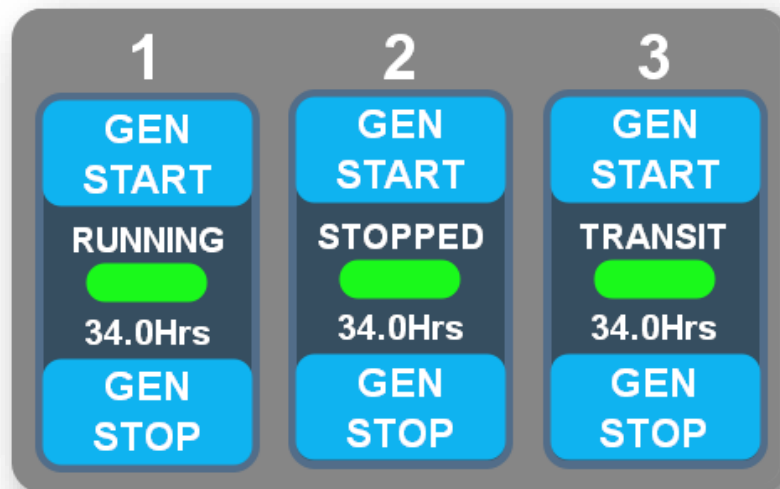 1
GEN
START
RUNNING
34.0Hrs
GEN
STOP
2
GEN
START
STOPPED
34.0Hrs
GEN
STOP
3
GEN
START
TRANSIT
34.0Hrs
GEN
STOP